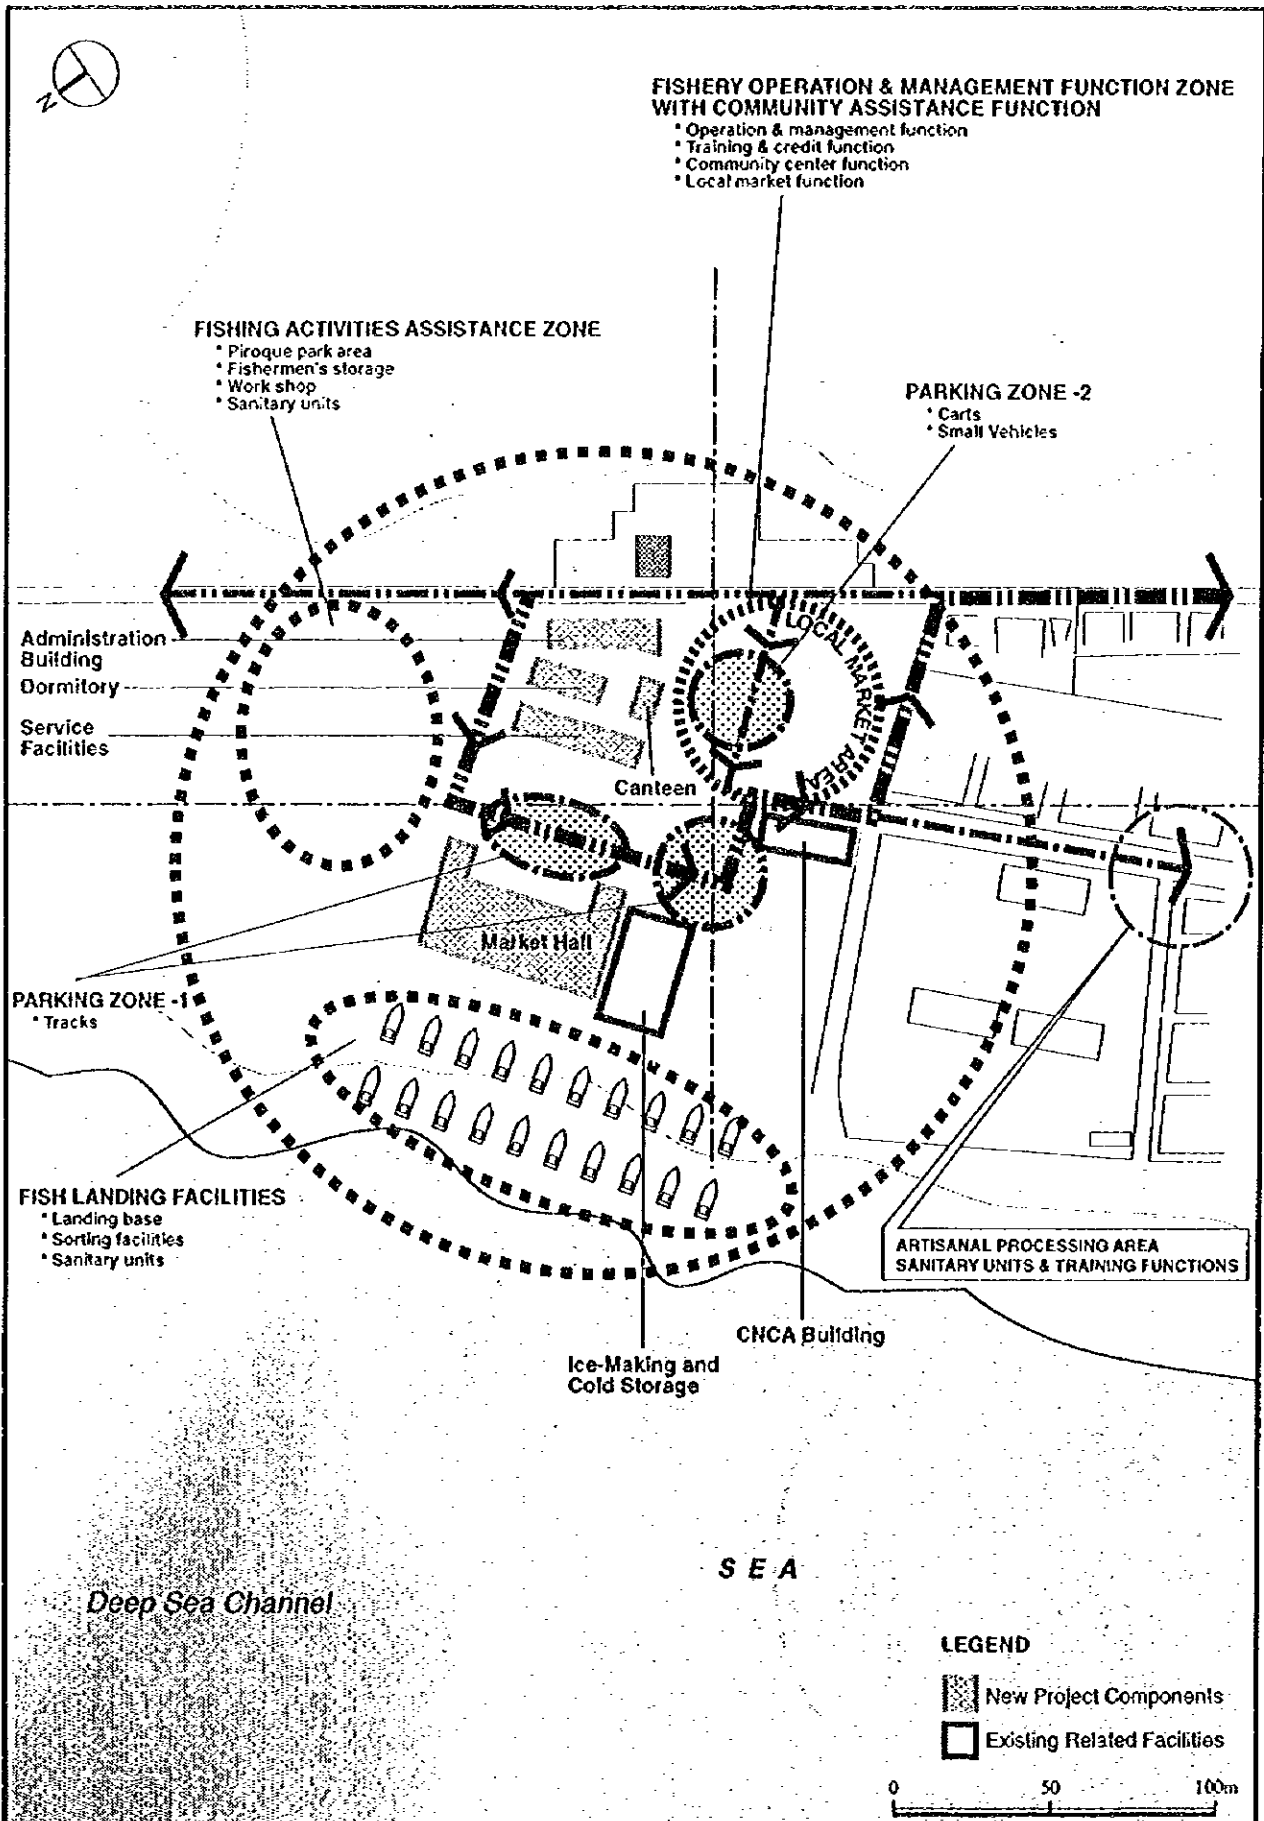 N
FISHERY OPERATION & MANAGEMENT FUNCTION ZONE
WITH COMMUNITY ASSISTANCE FUNCTION
* Operation & management function
* Training & credit function
* Community center function
* Local market function
FISHING ACTIVITIES ASSISTANCE ZONE
* Piroque park area
* Fishermen's storage
* Work shop
* Sanitary units
PARKING ZONE -2
* Carts
* Small Vehicles
Administration
Building
Dormitory
Service
Facilities
LOCAL MARKET AREA
Canteen
Market Hall
PARKING ZONE -1
* Tracks
FISH LANDING FACILITIES
* Landing base
* Sorting facilities
* Sanitary units
ARTISANAL PROCESSING AREA
SANITARY UNITS & TRAINING FUNCTIONS
CNCA Building
Ice-Making and
Cold Storage
SEA
Deep Sea Channel
LEGEND
New Project Components
Existing Related Facilities
0 50 100m